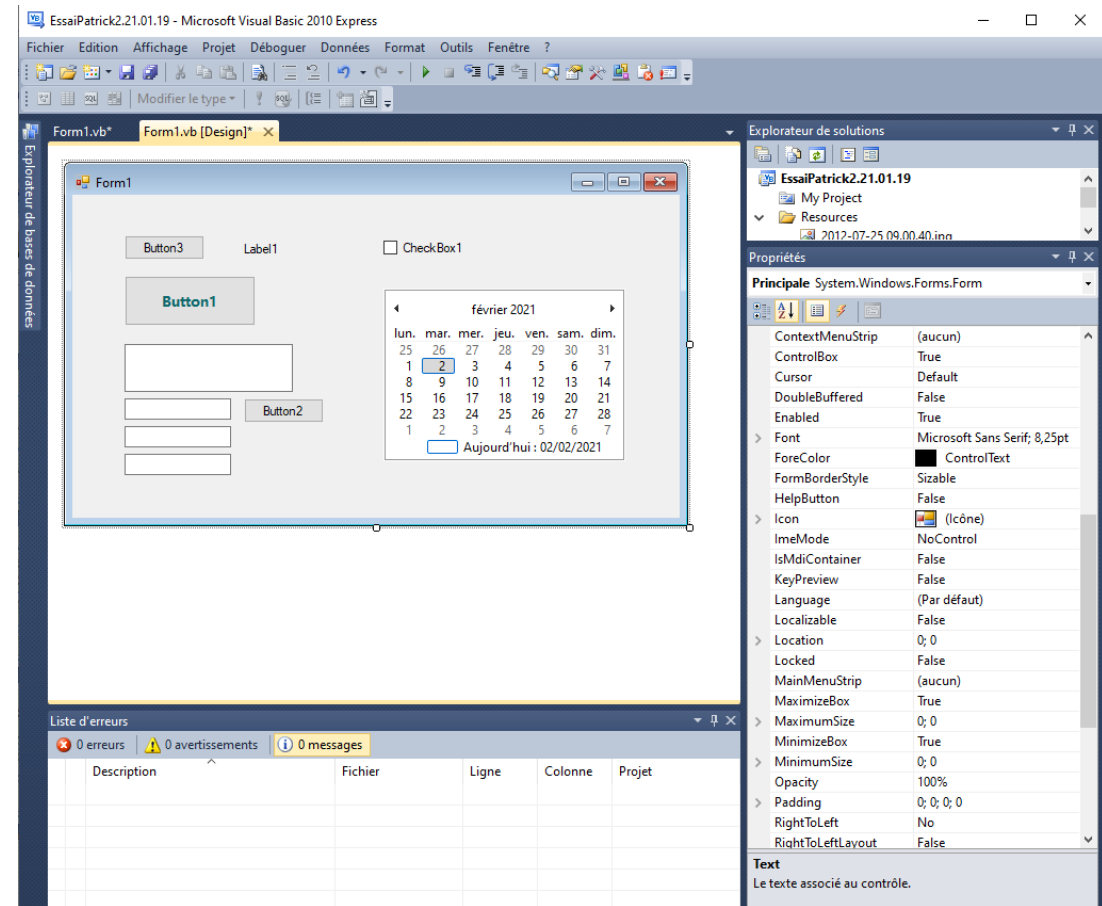 EssaiPatrick2.21.01.19 - Microsoft Visual Basic 2010 Express
Fichier Edition Affichage Projet Déboguer Données Format Outils Fenêtre ?
Modifier le type
Form1.vb* Form1.vb [Design]*
Explorateur de bases de données
Form1
Button3 Label1 CheckBox1
Button1
Button2
février 2021
lun. mar. mer. jeu. ven. sam. dim.
25 26 27 28 29 30 31
1 2 3 4 5 6 7
8 9 10 11 12 13 14
15 16 17 18 19 20 21
22 23 24 25 26 27 28
1 2 3 4 5 6 7
Aujourd'hui : 02/02/2021
Liste d'erreurs
0 erreurs 0 avertissements 0 messages
Description Fichier Ligne Colonne Projet
Explorateur de solutions
EssaiPatrick2.21.01.19
My Project
Resources
2012-07-25 09.00.40.jpg
Propriétés
Principale System.Windows.Forms.Form
ContextMenuStrip (aucun)
ControlBox True
Cursor Default
DoubleBuffered False
Enabled True
Font Microsoft Sans Serif; 8,25pt
ForeColor ControlText
FormBorderStyle Sizable
HelpButton False
Icon (Icône)
ImeMode NoControl
IsMdiContainer False
KeyPreview False
Language (Par défaut)
Localizable False
Location 0; 0
Locked False
MainMenuStrip (aucun)
MaximizeBox True
MaximumSize 0; 0
MinimizeBox True
MinimumSize 0; 0
Opacity 100%
Padding 0; 0; 0; 0
RightToLeft No
RightToLeftLayout False
Text
Le texte associé au contrôle.